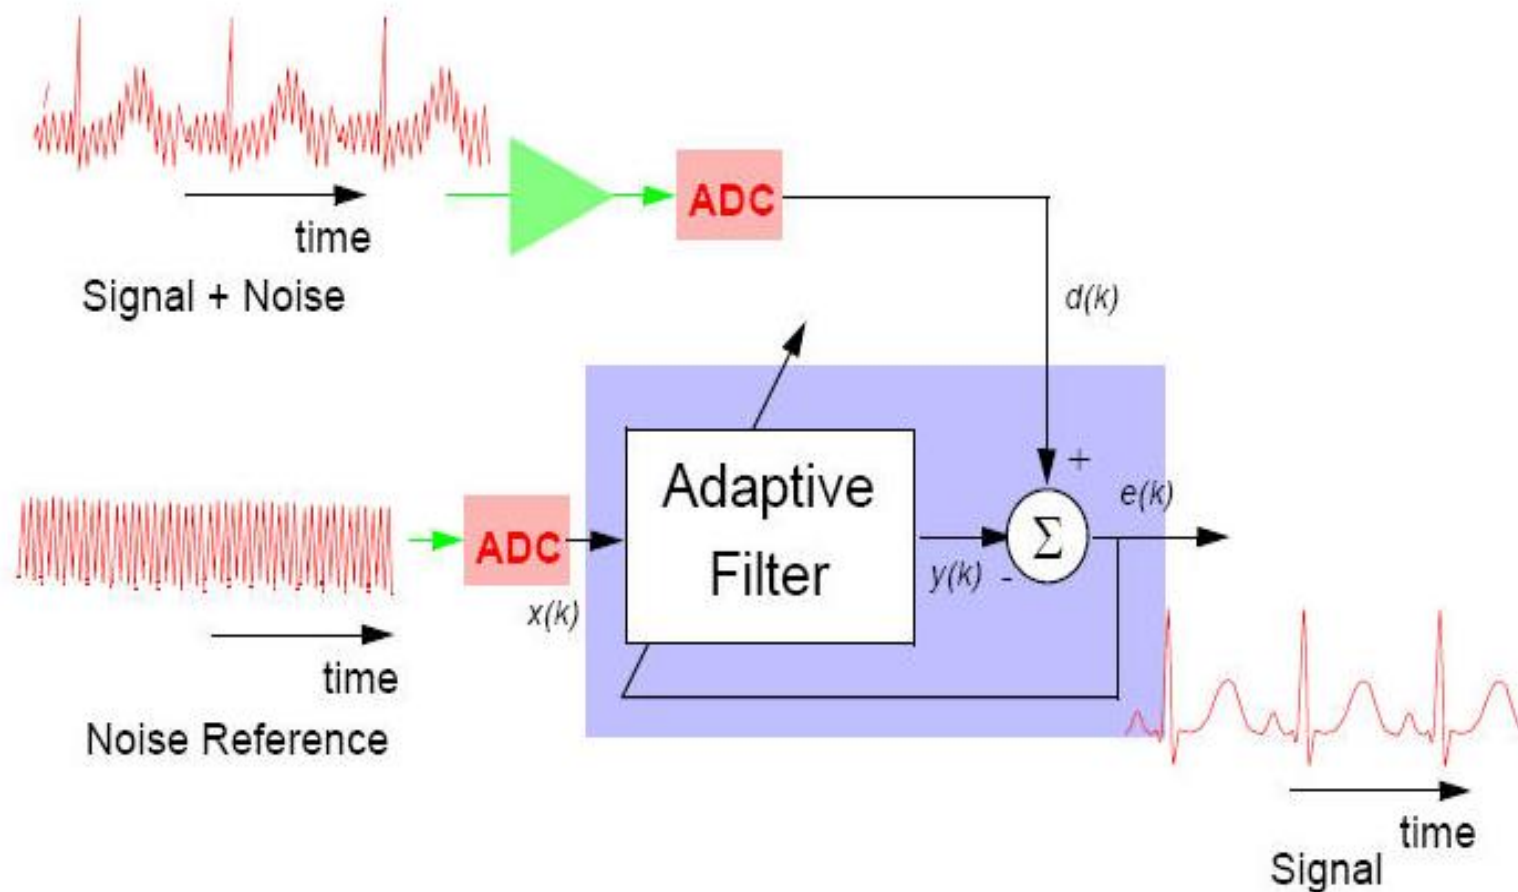 time
Signal + Noise
ADC
d(k)
Adaptive
Filter
+
Σ
-
e(k)
y(k)
ADC
x(k)
time
Noise Reference
time
Signal